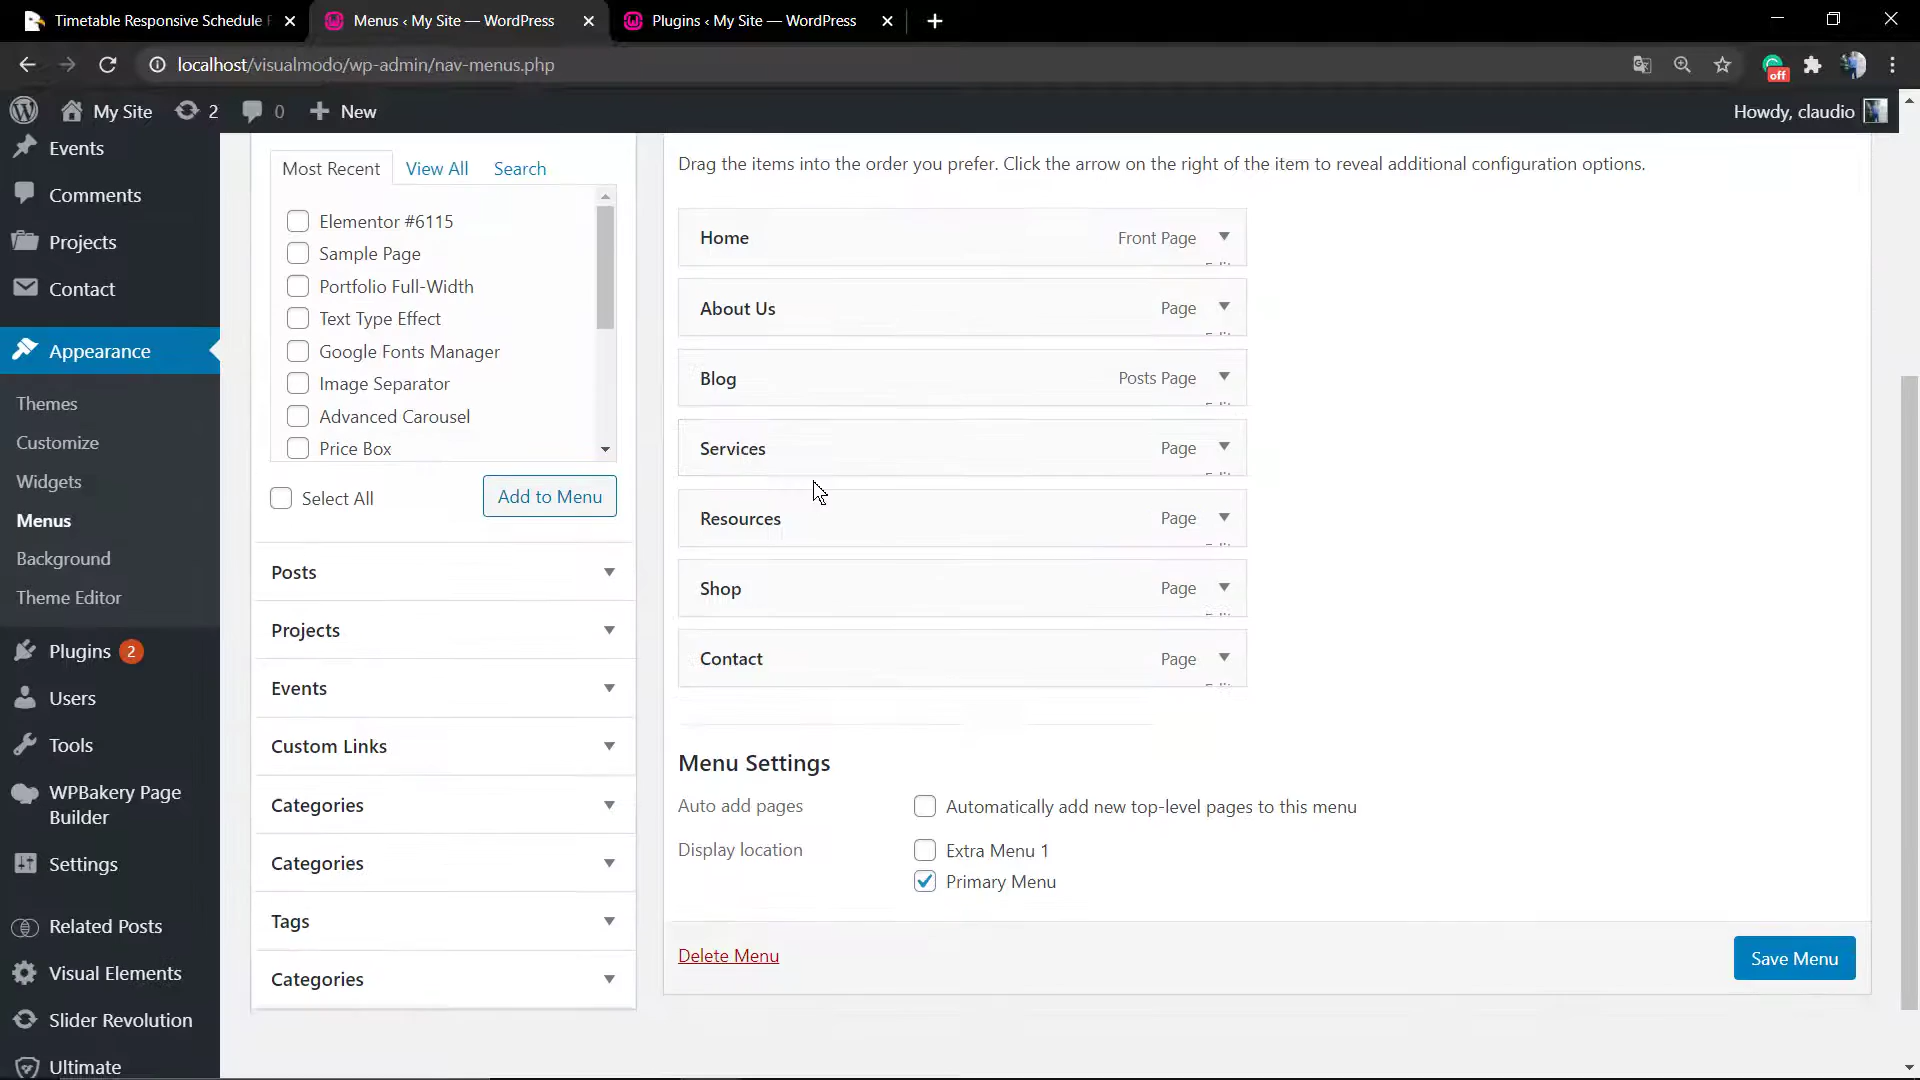 Timetable Responsive Schedule F
Menus ‹ My Site — WordPress
Plugins ‹ My Site — WordPress
localhost/visualmodo/wp-admin/nav-menus.php
off
My Site
2
0
New
Howdy, claudio
Events
Comments
Projects
Contact
Appearance
Themes
Customize
Widgets
Menus
Background
Theme Editor
Plugins 2
Users
Tools
WPBakery Page
Builder
Settings
Related Posts
Visual Elements
Slider Revolution
Ultimate
Most Recent
View All
Search
Elementor #6115
Sample Page
Portfolio Full-Width
Text Type Effect
Google Fonts Manager
Image Separator
Advanced Carousel
Price Box
Select All
Add to Menu
Posts
Projects
Events
Custom Links
Categories
Categories
Tags
Categories
Drag the items into the order you prefer. Click the arrow on the right of the item to reveal additional configuration options.
Home Front Page
About Us Page
Blog Posts Page
Services Page
Resources Page
Shop Page
Contact Page
Menu Settings
Auto add pages
Automatically add new top-level pages to this menu
Display location
Extra Menu 1
Primary Menu
Delete Menu
Save Menu